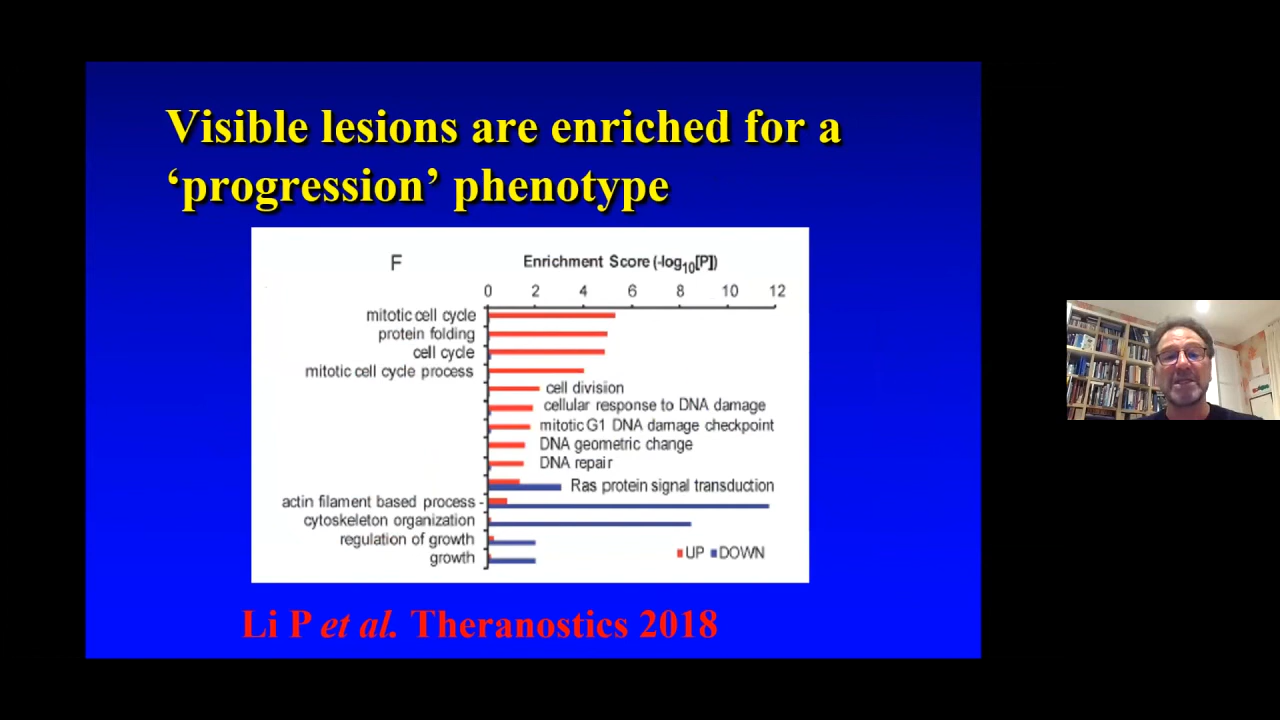 Visible lesions are enriched for a
‘progression’ phenotype
F
Enrichment Score (-log10[P])
0 2 4 6 8 10 12
mitotic cell cycle
protein folding
cell cycle
mitotic cell cycle process
cell division
cellular response to DNA damage
mitotic G1 DNA damage checkpoint
DNA geometric change
DNA repair
Ras protein signal transduction
actin filament based process
cytoskeleton organization
regulation of growth
growth
UP DOWN
Li P et al. Theranostics 2018